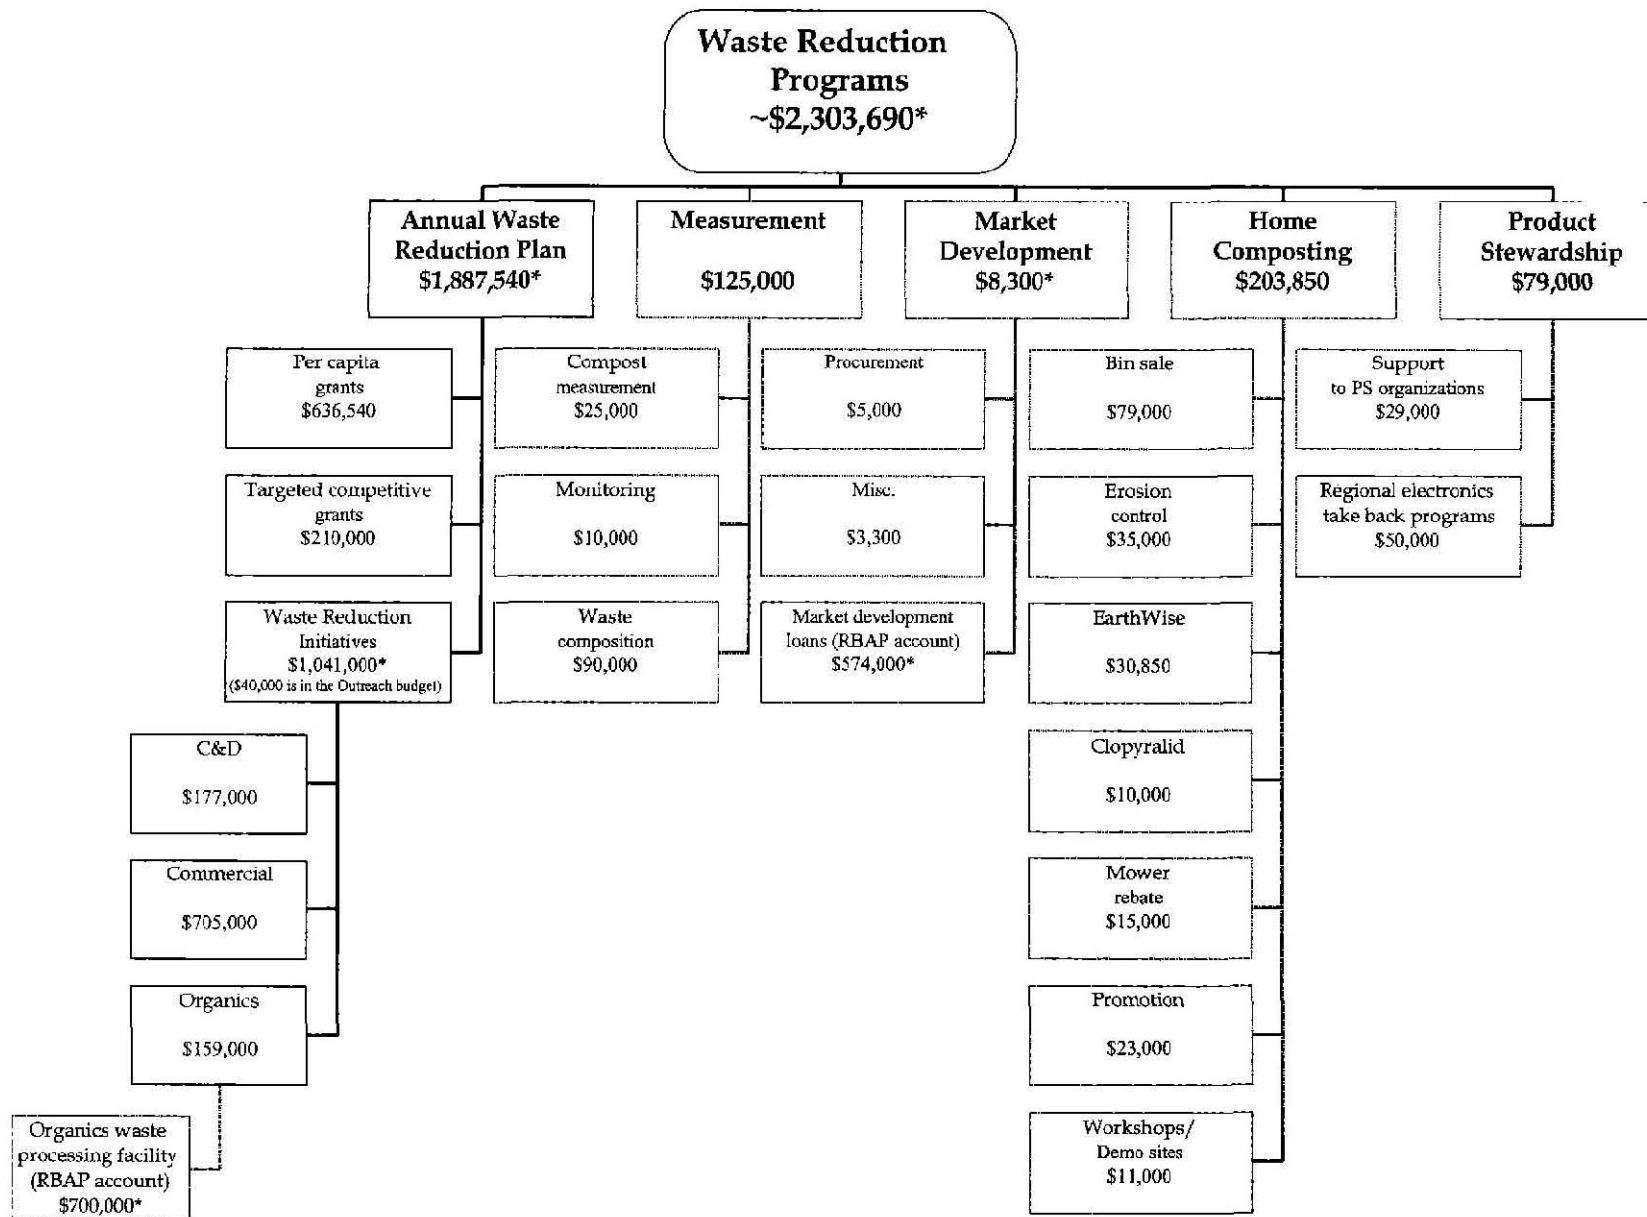 Waste Reduction
Programs
~$2,303,690*
Annual Waste
Reduction Plan
$1,887,540*
Measurement
$125,000
Market
Development
$8,300*
Home
Composting
$203,850
Product
Stewardship
$79,000
Per capita
grants
$636,540
Compost
measurement
$25,000
Procurement
$5,000
Bin sale
$79,000
Support
to PS organizations
$29,000
Targeted competitive
grants
$210,000
Monitoring
$10,000
Misc.
$3,300
Erosion
control
$35,000
Regional electronics
take back programs
$50,000
Waste Reduction
Initiatives
$1,041,000*
($40,000 is in the Outreach budget)
Waste
composition
$90,000
Market development
loans (RBAP account)
$574,000*
EarthWise
$30,850
C&D
$177,000
Clopyralid
$10,000
Commercial
$705,000
Mower
rebate
$15,000
Organics
$159,000
Promotion
$23,000
Organics waste
processing facility
(RBAP account)
$700,000*
Workshops/
Demo sites
$11,000